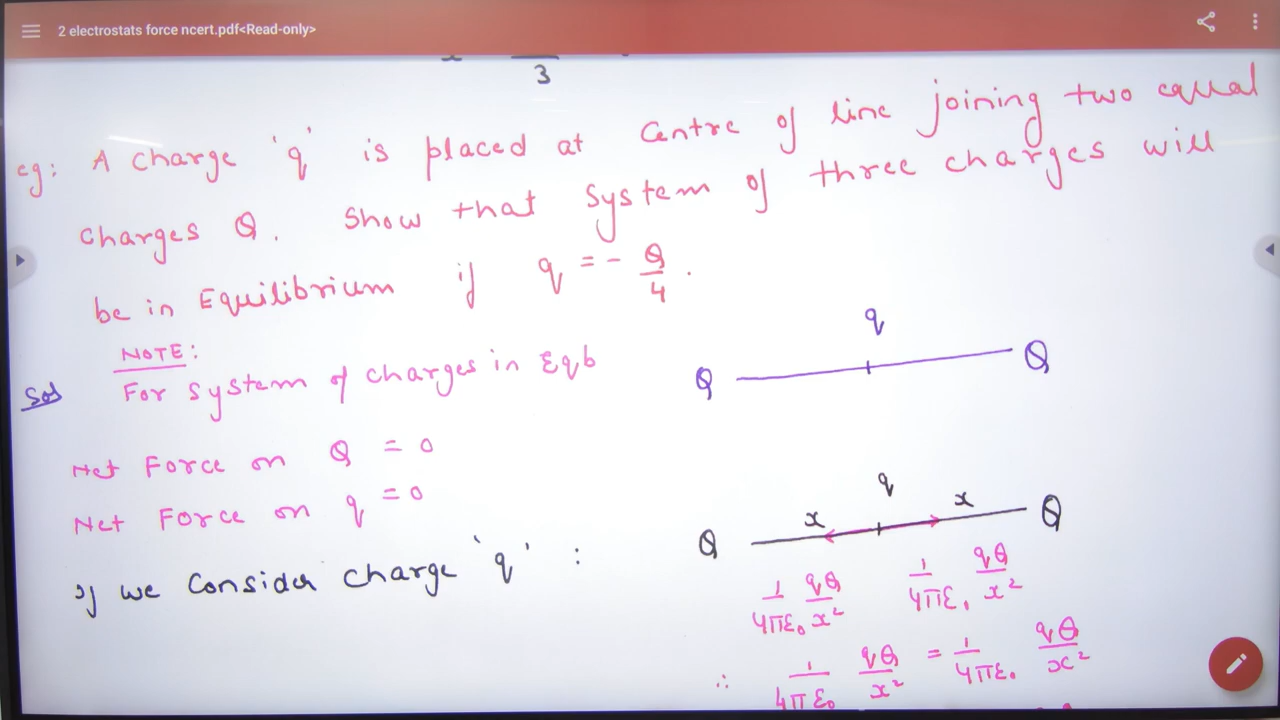 2 electrostats force ncert.pdf<Read-only>
3
eg: A charge 'q' is placed at Centre of line joining two equal
charges Q. Show that System of three charges will
be in Equilibrium if q = - Q/4 .
NOTE:
Sol For System of charges in Eqb
Net Force on Q = 0
Net Force on q = 0
If we Consider Charge 'q' :
q
Q Q
q
x x
Q Q
1/4πε₀ qQ/x² 1/4πε₀ qQ/x²
∴ 1/4πε₀ qQ/x² = 1/4πε₀ qQ/x²